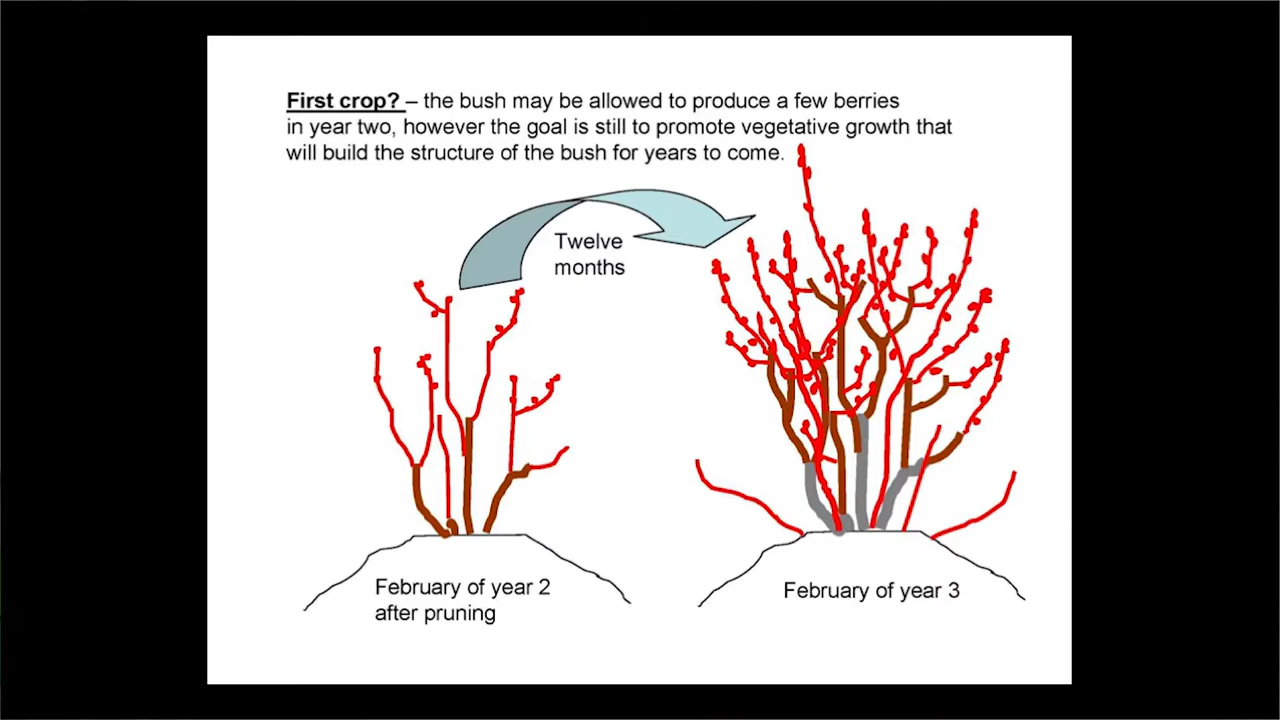 First crop? – the bush may be allowed to produce a few berries
in year two, however the goal is still to promote vegetative growth that
will build the structure of the bush for years to come.
Twelve
months
February of year 2
after pruning
February of year 3